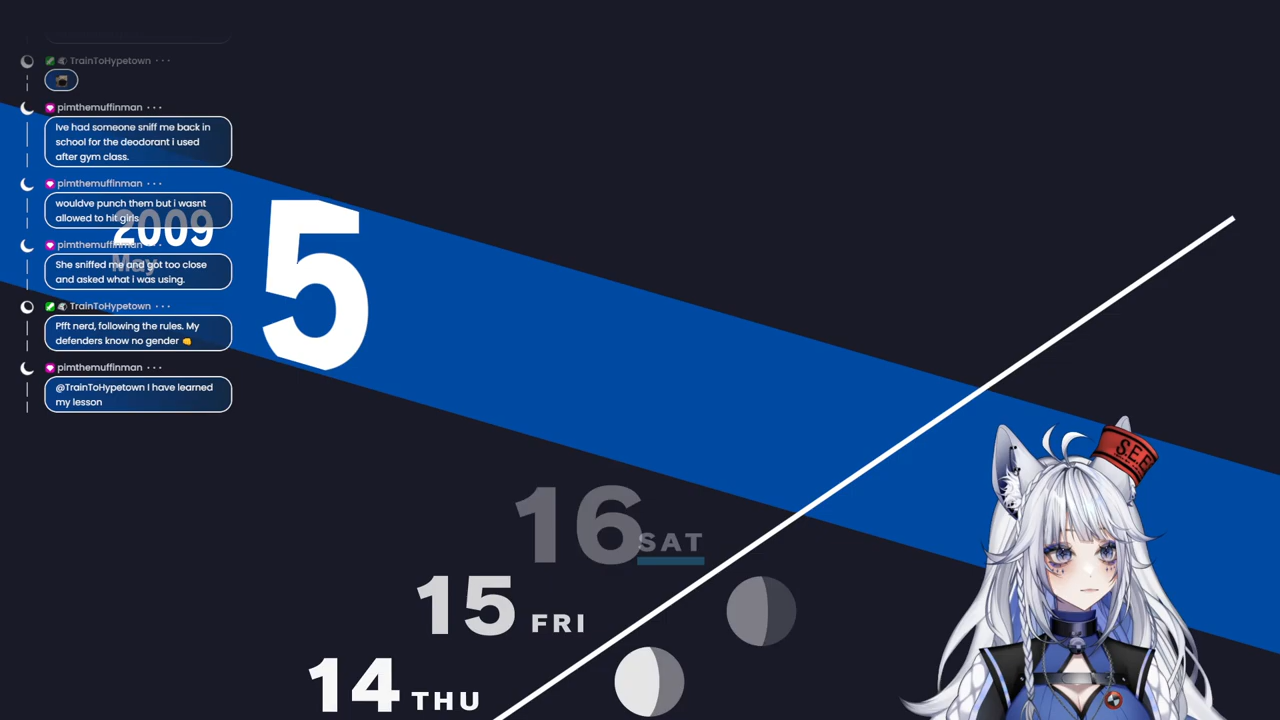 TrainToHypetown
pimthemuffinman
Ive had someone sniff me back in
school for the deodorant i used
after gym class.
pimthemuffinman
wouldve punch them but i wasnt
allowed to hit girls
pimthemuffinman
She sniffed me and got too close
and asked what i was using.
TrainToHypetown
Pfft nerd, following the rules. My
defenders know no gender 👊
pimthemuffinman
@TrainToHypetown I have learned
my lesson
2009
May
5
16 SAT
15 FRI
14 THU
SEE